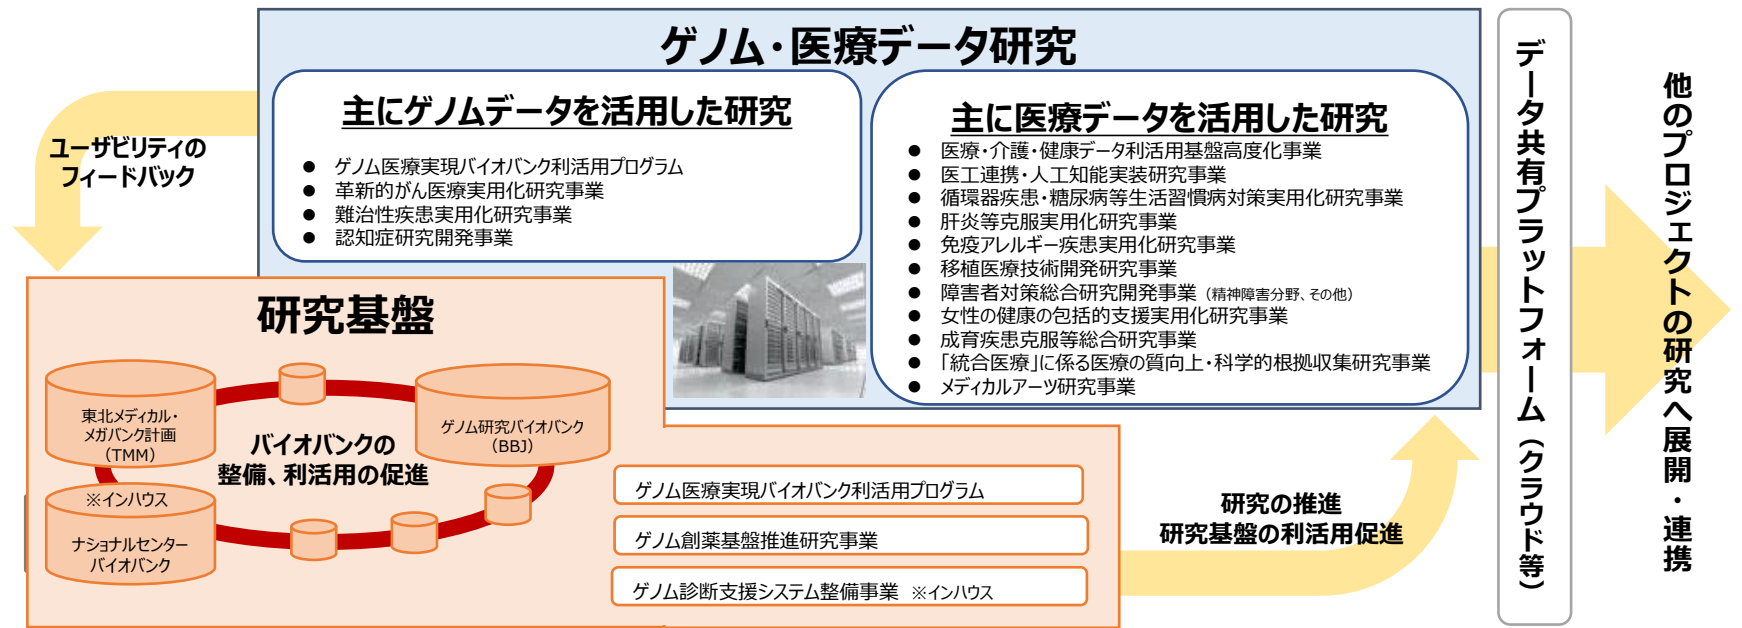 ゲノム・医療データ研究
主にゲノムデータを活用した研究
● ゲノム医療実現バイオバンク利活用プログラム
● 革新的がん医療実用化研究事業
● 難治性疾患実用化研究事業
● 認知症研究開発事業
主に医療データを活用した研究
● 医療・介護・健康データ利活用基盤高度化事業
● 医工連携・人工知能実装研究事業
● 循環器疾患・糖尿病等生活習慣病対策実用化研究事業
● 肝炎等克服実用化研究事業
● 免疫アレルギー疾患実用化研究事業
● 移植医療技術開発研究事業
● 障害者対策総合研究開発事業（精神障害分野、その他）
● 女性の健康の包括的支援実用化研究事業
● 成育疾患克服等総合研究事業
● 「統合医療」に係る医療の質向上・科学的根拠収集研究事業
● メディカルアーツ研究事業
ユーザビリティの
フィードバック
研究基盤
東北メディカル・
メガバンク計画
（TMM）
ゲノム研究バイオバンク
（BBJ）
バイオバンクの
整備、利活用の促進
※インハウス
ナショナルセンター
バイオバンク
ゲノム医療実現バイオバンク利活用プログラム
ゲノム創薬基盤推進研究事業
ゲノム診断支援システム整備事業 ※インハウス
研究の推進
研究基盤の利活用促進
データ共有プラットフォーム（クラウド等）
他のプロジェクトの研究へ展開・連携